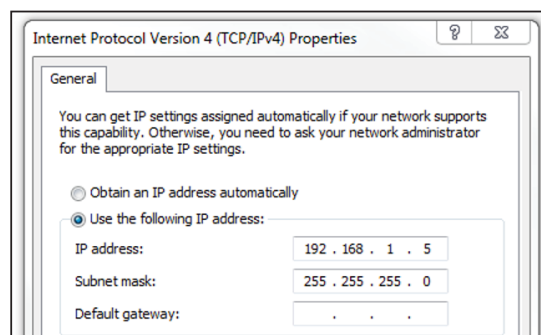 Internet Protocol Version 4 (TCP/IPv4) Properties
?
General
You can get IP settings assigned automatically if your network supports
this capability. Otherwise, you need to ask your network administrator
for the appropriate IP settings.
Obtain an IP address automatically
Use the following IP address:
IP address: 192 . 168 . 1 . 5
Subnet mask: 255 . 255 . 255 . 0
Default gateway: . . .